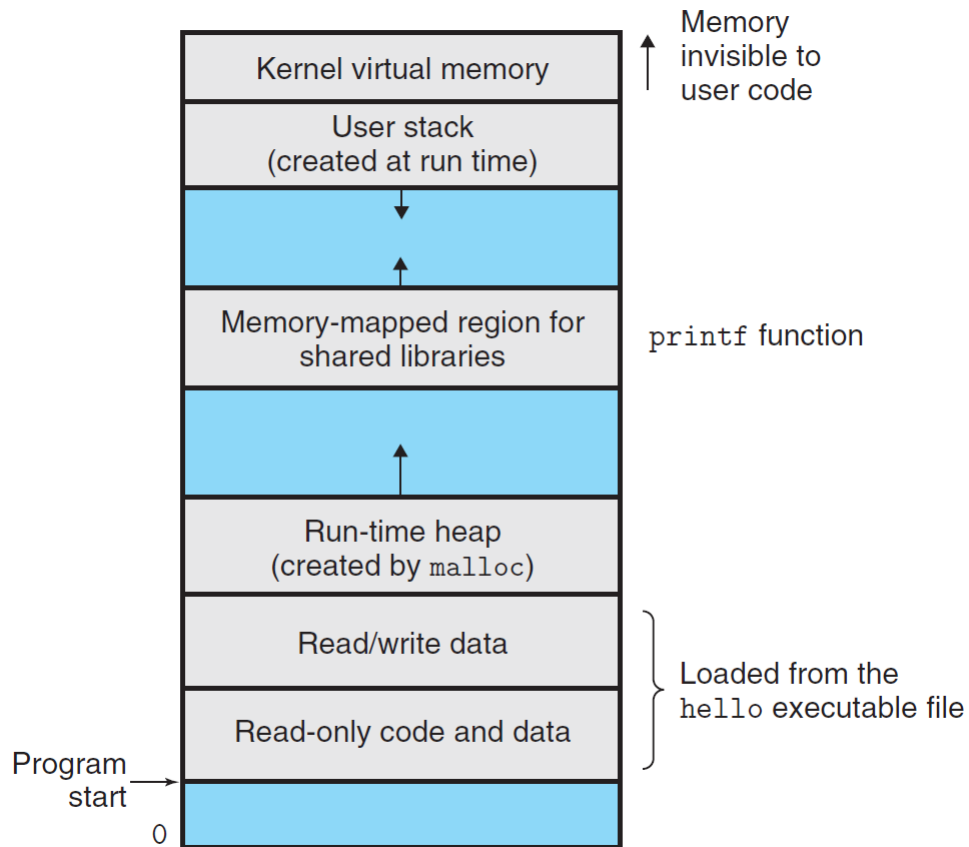 Memory
invisible to
user code
Kernel virtual memory
User stack
(created at run time)
Memory-mapped region for
shared libraries
printf function
Run-time heap
(created by malloc)
Read/write data
Loaded from the
hello executable file
Read-only code and data
Program
start
0